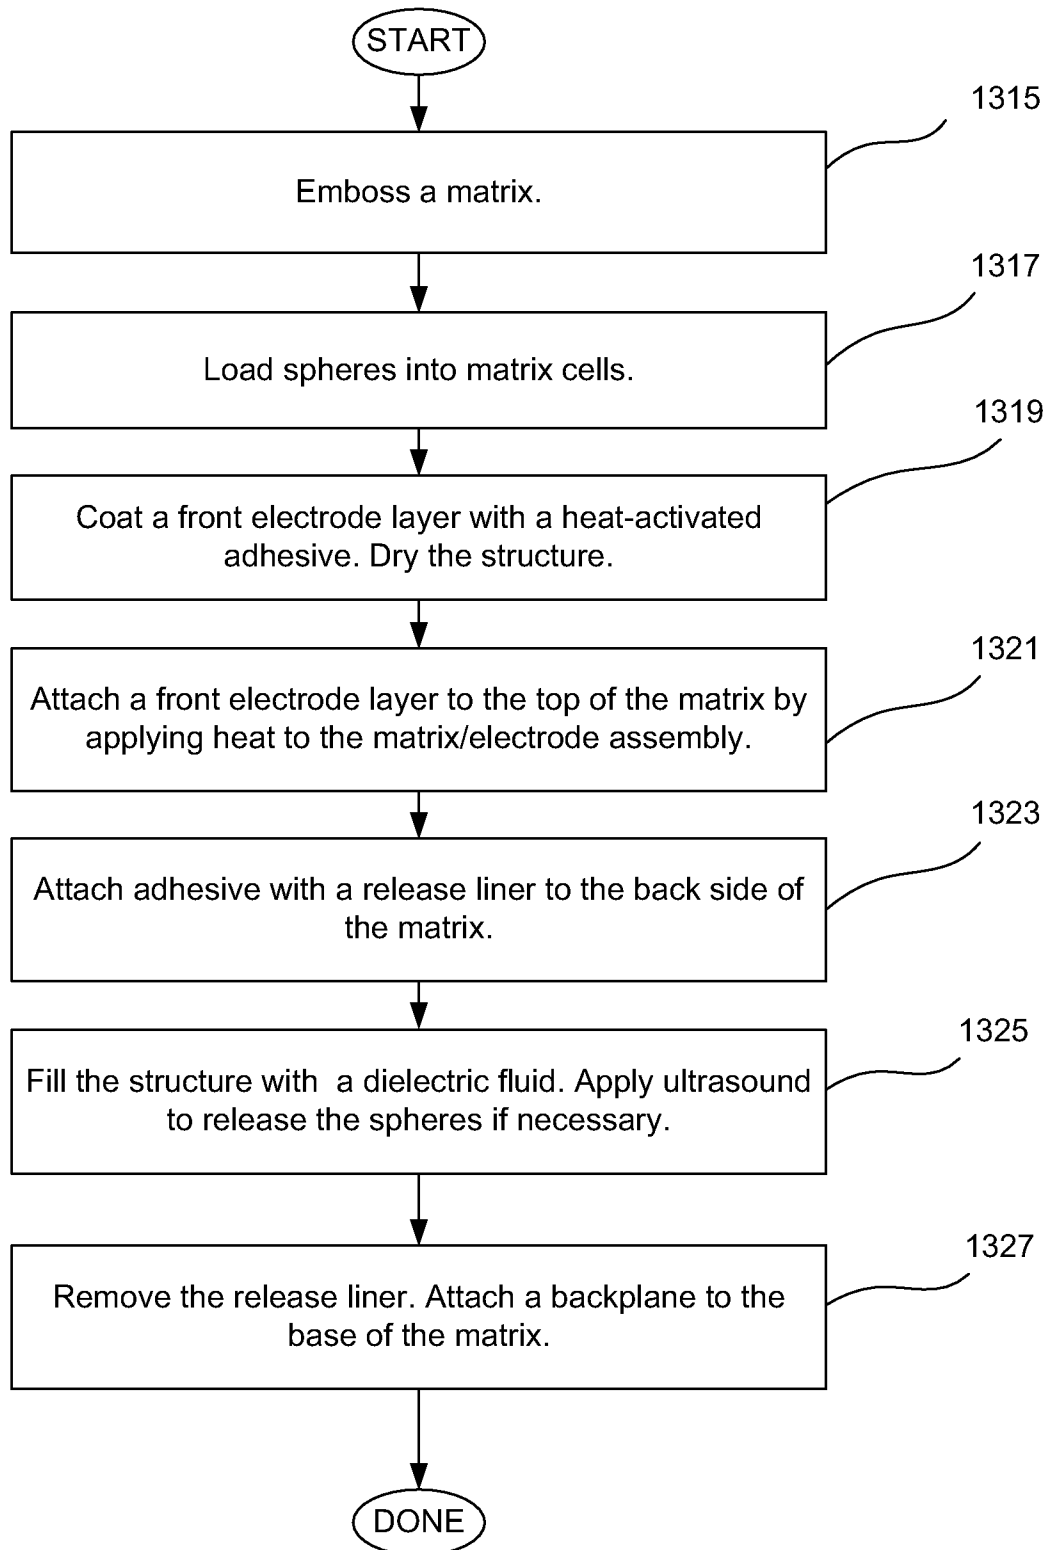 START
1315
Emboss a matrix.
1317
Load spheres into matrix cells.
1319
Coat a front electrode layer with a heat-activated
adhesive. Dry the structure.
1321
Attach a front electrode layer to the top of the matrix by
applying heat to the matrix/electrode assembly.
1323
Attach adhesive with a release liner to the back side of
the matrix.
1325
Fill the structure with  a dielectric fluid. Apply ultrasound
to release the spheres if necessary.
1327
Remove the release liner. Attach a backplane to the
base of the matrix.
DONE